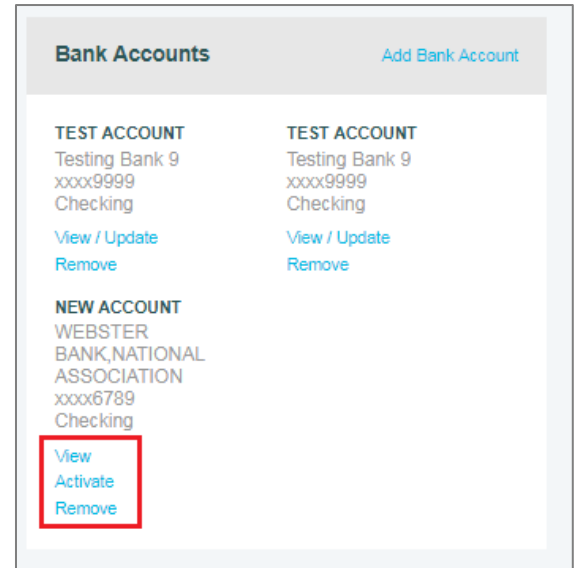 Bank Accounts
Add Bank Account
TEST ACCOUNT
Testing Bank 9
xxxx9999
Checking
View / Update
Remove
TEST ACCOUNT
Testing Bank 9
xxxx9999
Checking
View / Update
Remove
NEW ACCOUNT
WEBSTER
BANK,NATIONAL
ASSOCIATION
xxxx6789
Checking
View
Activate
Remove